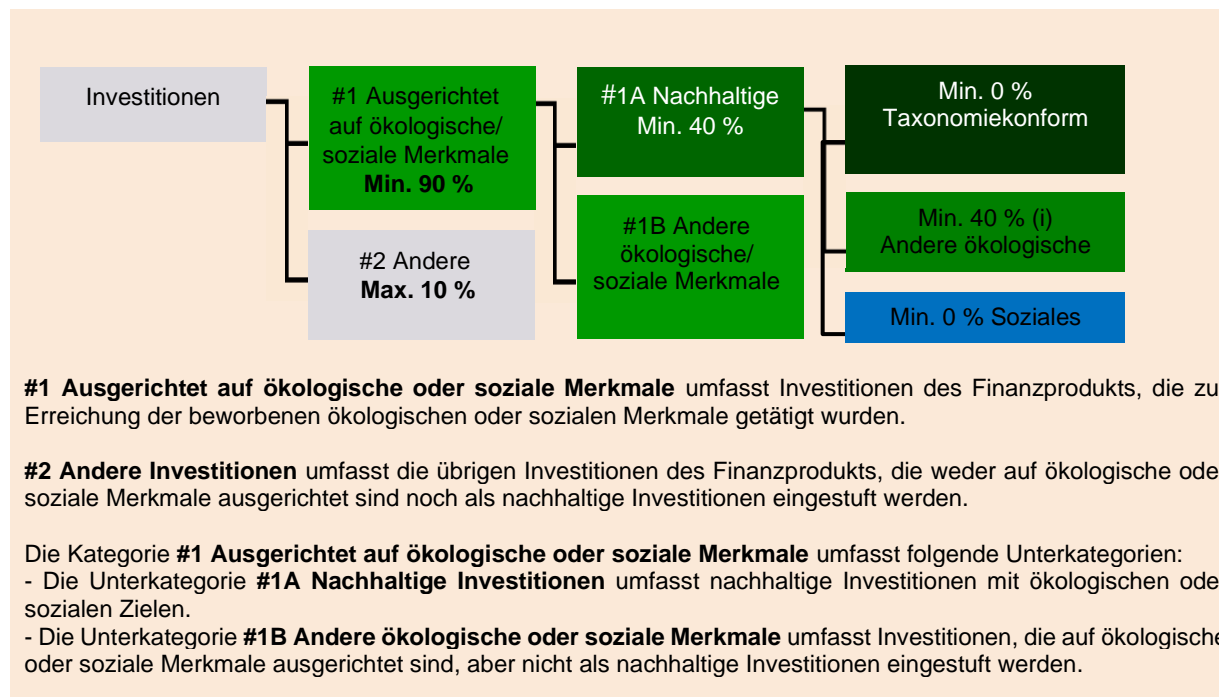 Investitionen
#1 Ausgerichtet
auf ökologische/
soziale Merkmale
Min. 90 %
#2 Andere
Max. 10 %
#1A Nachhaltige
Min. 40 %
#1B Andere
ökologische/
soziale Merkmale
Min. 0 %
Taxonomiekonform
Min. 40 % (i)
Andere ökologische
Min. 0 % Soziales
#1 Ausgerichtet auf ökologische oder soziale Merkmale umfasst Investitionen des Finanzprodukts, die zu
Erreichung der beworbenen ökologischen oder sozialen Merkmale getätigt wurden.
#2 Andere Investitionen umfasst die übrigen Investitionen des Finanzprodukts, die weder auf ökologische ode
soziale Merkmale ausgerichtet sind noch als nachhaltige Investitionen eingestuft werden.
Die Kategorie #1 Ausgerichtet auf ökologische oder soziale Merkmale umfasst folgende Unterkategorien:
- Die Unterkategorie #1A Nachhaltige Investitionen umfasst nachhaltige Investitionen mit ökologischen ode
sozialen Zielen.
- Die Unterkategorie #1B Andere ökologische oder soziale Merkmale umfasst Investitionen, die auf ökologische
oder soziale Merkmale ausgerichtet sind, aber nicht als nachhaltige Investitionen eingestuft werden.